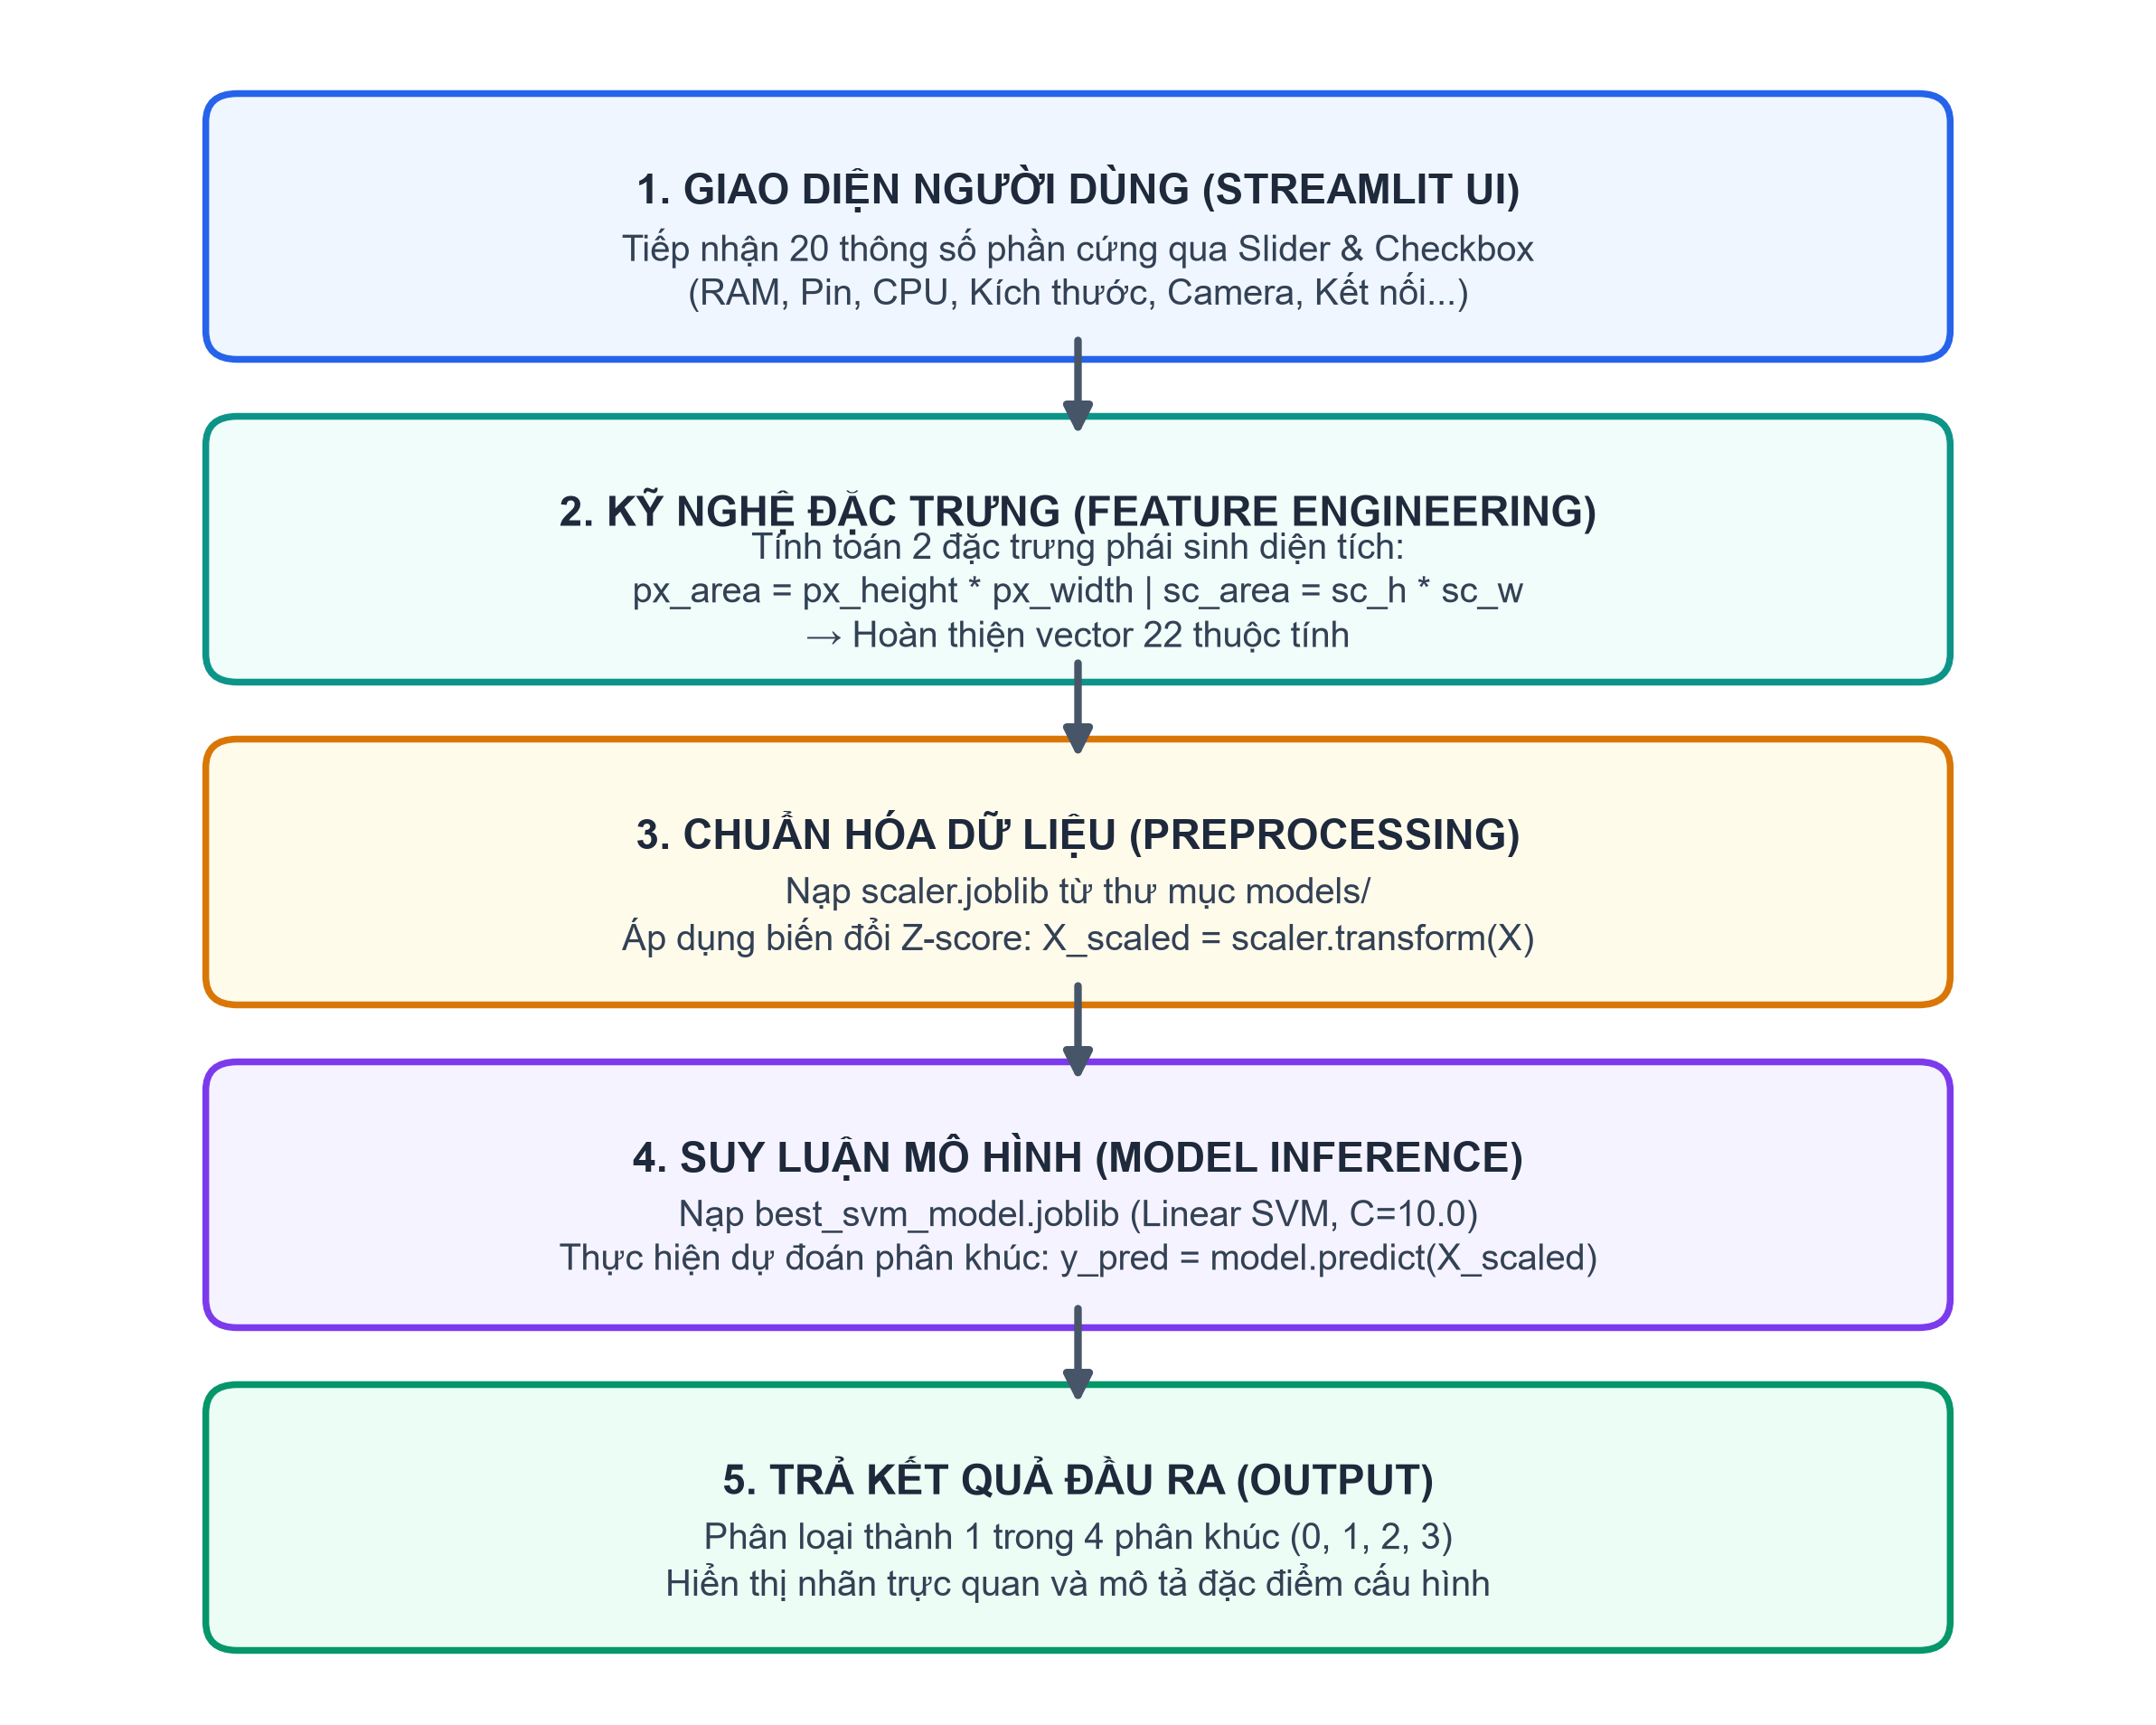 1. GIAO DIỆN NGƯỜI DÙNG (STREAMLIT UI)
Tiếp nhận 20 thông số phần cứng qua Slider & Checkbox
(RAM, Pin, CPU, Kích thước, Camera, Kết nối...)
2. KỸ NGHỆ ĐẶC TRƯNG (FEATURE ENGINEERING)
Tính toán 2 đặc trưng phái sinh diện tích:
px_area = px_height * px_width | sc_area = sc_h * sc_w
→ Hoàn thiện vector 22 thuộc tính
3. CHUẨN HÓA DỮ LIỆU (PREPROCESSING)
Nạp scaler.joblib từ thư mục models/
Áp dụng biến đổi Z-score: X_scaled = scaler.transform(X)
4. SUY LUẬN MÔ HÌNH (MODEL INFERENCE)
Nạp best_svm_model.joblib (Linear SVM, C=10.0)
Thực hiện dự đoán phân khúc: y_pred = model.predict(X_scaled)
5. TRẢ KẾT QUẢ ĐẦU RA (OUTPUT)
Phân loại thành 1 trong 4 phân khúc (0, 1, 2, 3)
Hiển thị nhãn trực quan và mô tả đặc điểm cấu hình